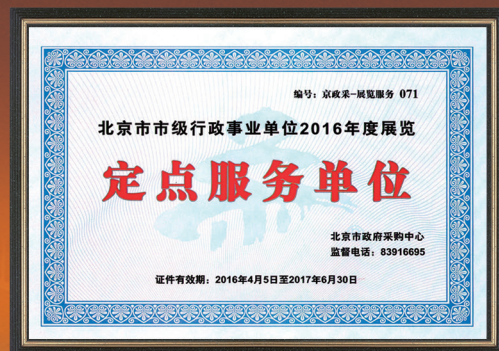 编号：京政采-展览服务 071
北京市市级行政事业单位2016年度展览
定点服务单位
北京市政府采购中心
监督电话：83916695
证件有效期：2016年4月5日至2017年6月30日